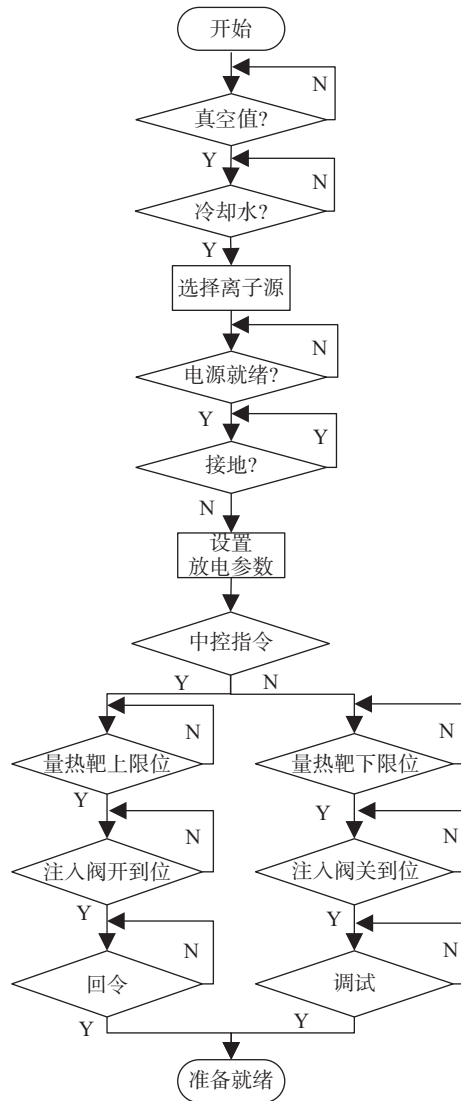 开始
N
真空值?
Y
N
冷却水?
Y
选择离子源
N
电源就绪?
Y
Y
接地?
N
设置
放电参数
中控指令
Y
N
N
N
量热靶上限位
量热靶下限位
Y
Y
N
N
注入阀开到位
注入阀关到位
Y
Y
N
N
回令
调试
Y
Y
准备就绪